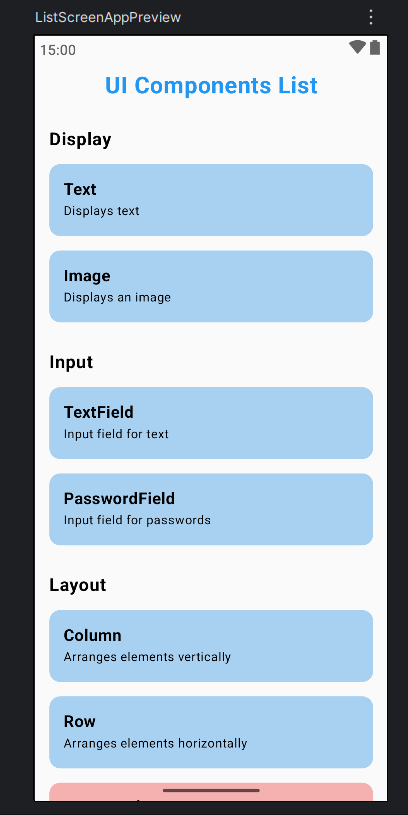 ListScreenAppPreview
15:00
UI Components List
Display
Text
Displays text
Image
Displays an image
Input
TextField
Input field for text
PasswordField
Input field for passwords
Layout
Column
Arranges elements vertically
Row
Arranges elements horizontally